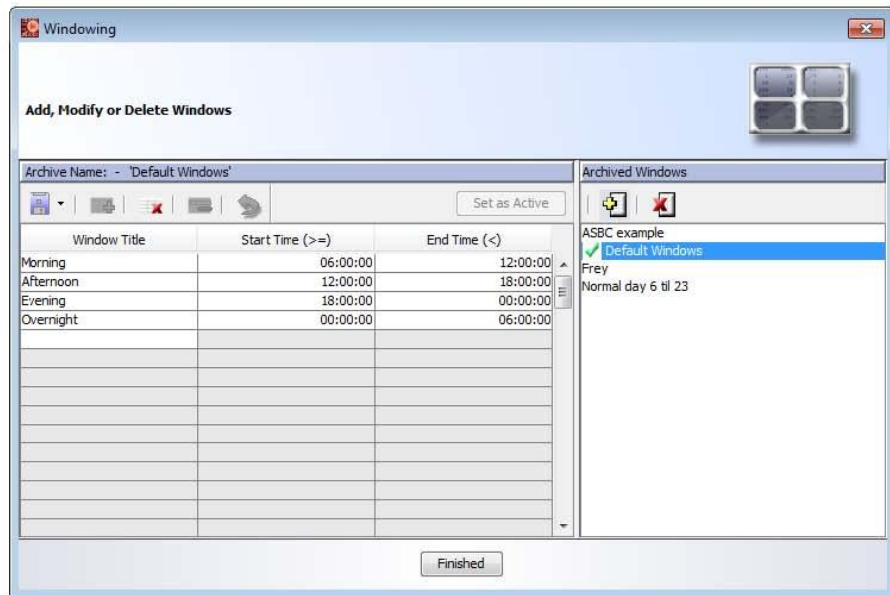 Windowing
Add, Modify or Delete Windows
Archive Name: - 'Default Windows'
Set as Active
Window Title Start Time (>=) End Time (<)
Morning 06:00:00 12:00:00
Afternoon 12:00:00 18:00:00
Evening 18:00:00 00:00:00
Overnight 00:00:00 06:00:00
Archived Windows
ASBC example
Default Windows
Frey
Normal day 6 til 23
Finished